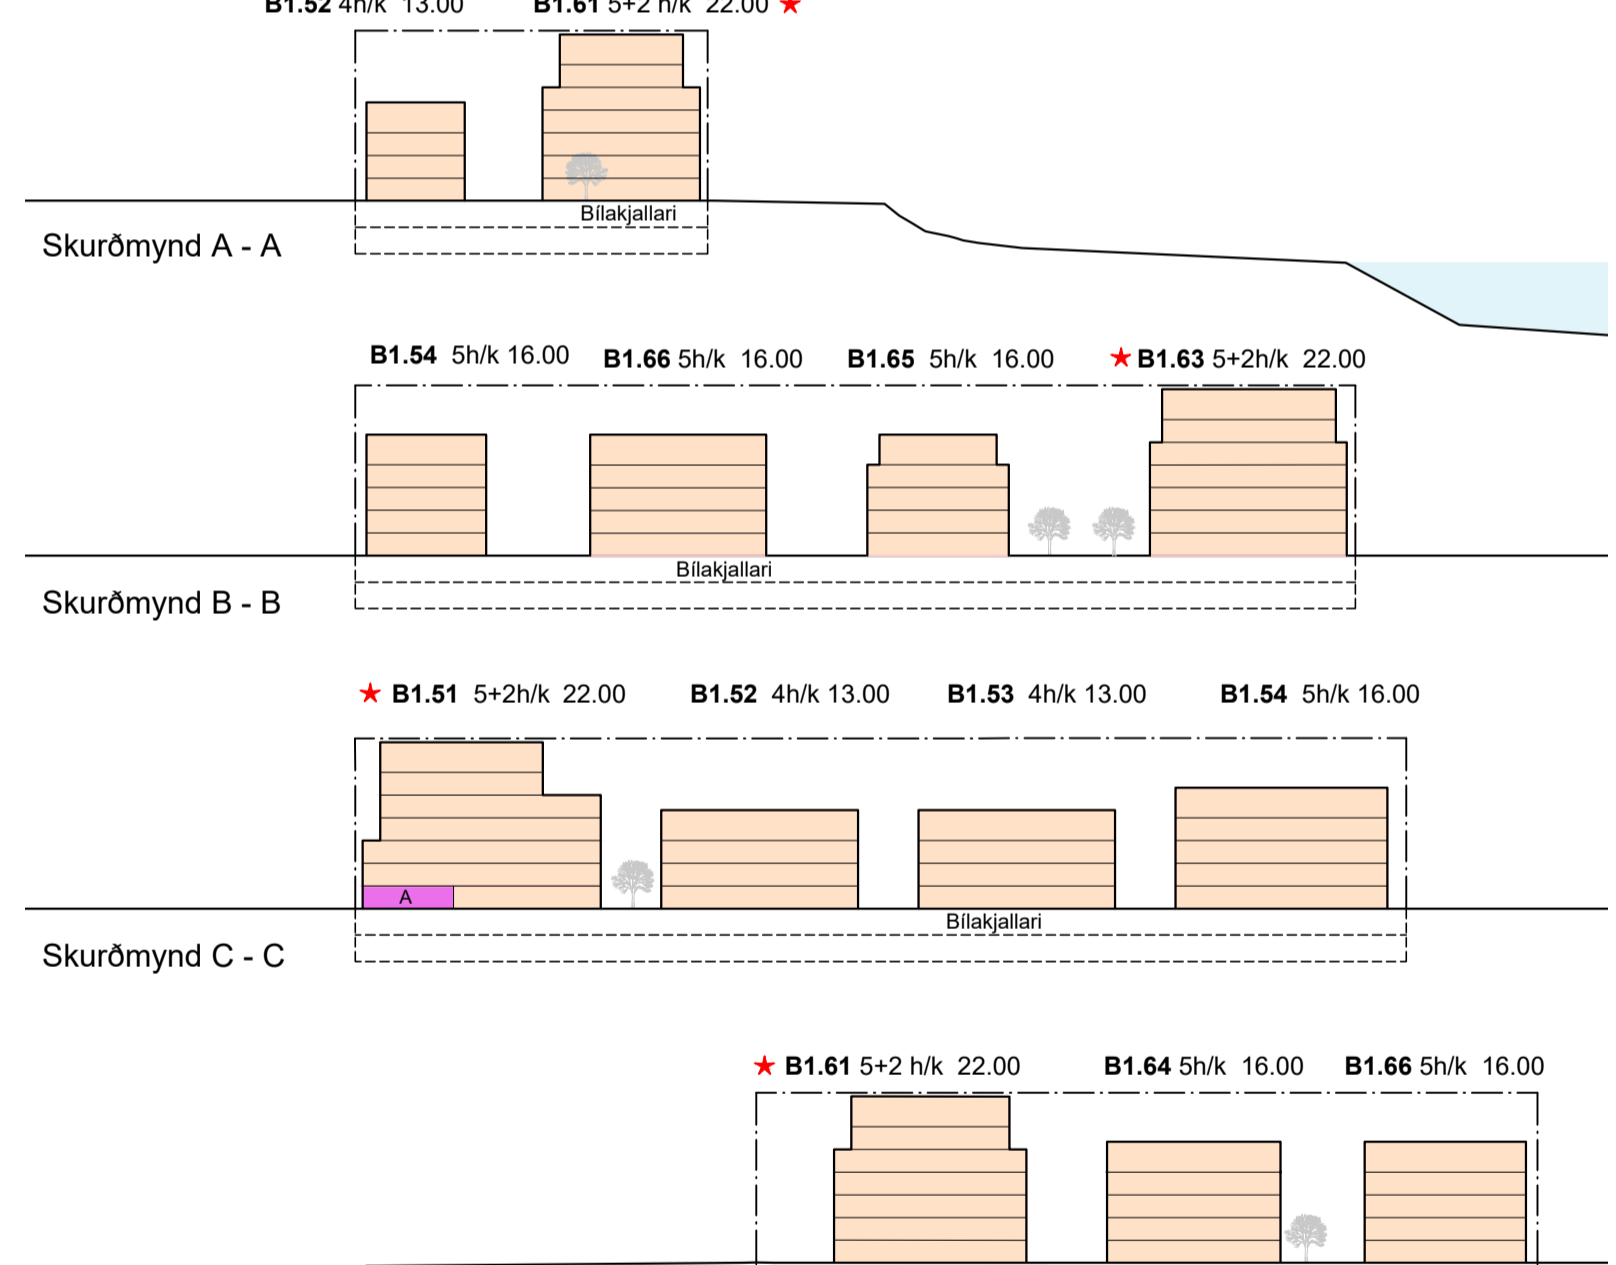 B1.52 4h/k 13.00 B1.61 5+2 h/k 22.00
Bílakjallari
Skurðmynd A - A
B1.54 5h/k 16.00 B1.66 5h/k 16.00 B1.65 5h/k 16.00 B1.63 5+2h/k 22.00
Bílakjallari
Skurðmynd B - B
B1.51 5+2h/k 22.00 B1.52 4h/k 13.00 B1.53 4h/k 13.00 B1.54 5h/k 16.00
A
Bílakjallari
Skurðmynd C - C
B1.61 5+2 h/k 22.00 B1.64 5h/k 16.00 B1.66 5h/k 16.00